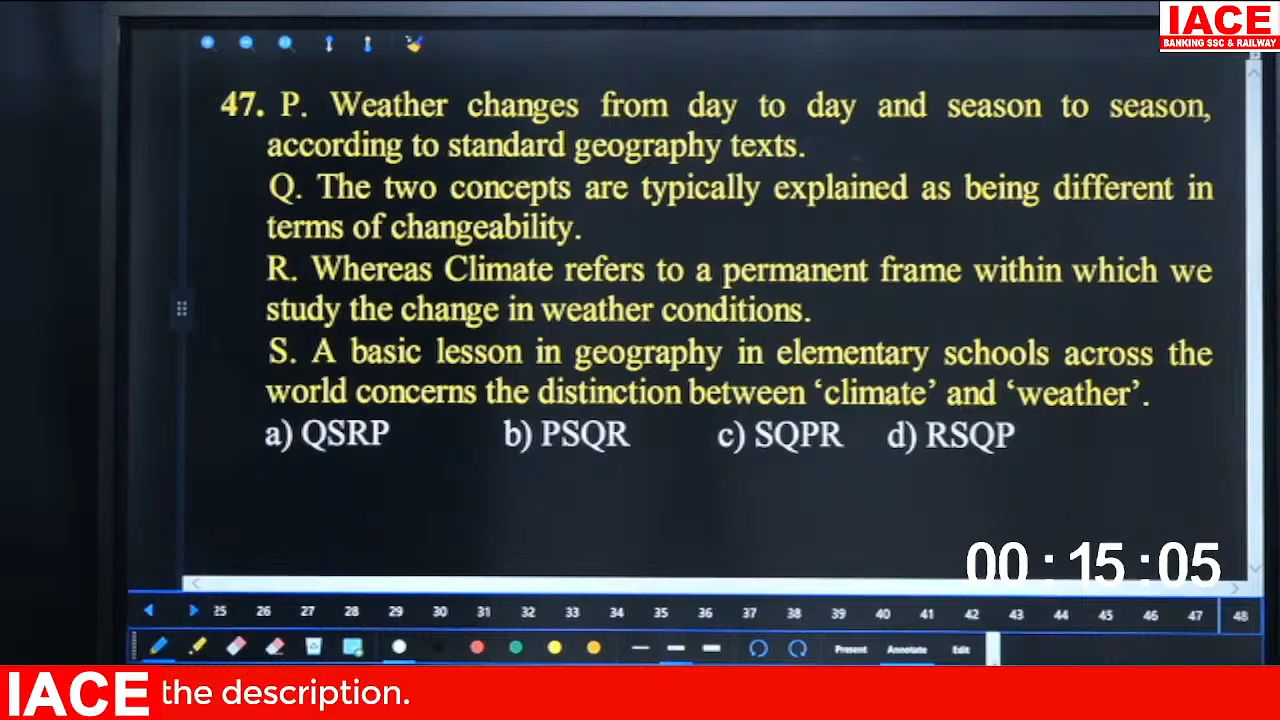 IACE
BANKING SSC & RAILWAY
47. P. Weather changes from day to day and season to season,
according to standard geography texts.
Q. The two concepts are typically explained as being different in
terms of changeability.
R. Whereas Climate refers to a permanent frame within which we
study the change in weather conditions.
S. A basic lesson in geography in elementary schools across the
world concerns the distinction between ‘climate’ and ‘weather’.
a) QSRP b) PSQR c) SQPR d) RSQP
00 : 15 : 05
25 26 27 28 29 30 31 32 33 34 35 36 37 38 39 40 41 42 43 44 45 46 47 48
Present Annotate Edit
IACE the description.